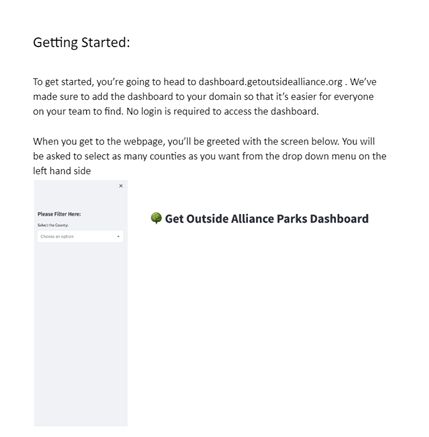 Getting Started:
To get started, you're going to head to dashboard.getoutsidealliance.org . We've
made sure to add the dashboard to your domain so that it's easier for everyone
on your team to find. No login is required to access the dashboard.
When you get to the webpage, you'll be greeted with the screen below. You will
be asked to select as many counties as you want from the drop down menu on the
left hand side
×
Please Filter Here:
Select the County:
Choose an option
Get Outside Alliance Parks Dashboard